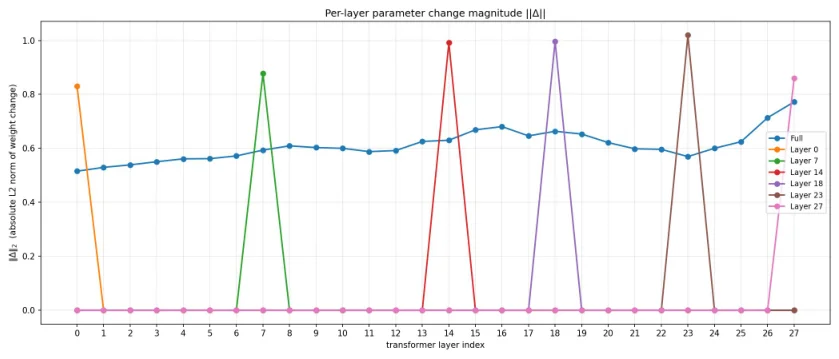 Per-layer parameter change magnitude ||Δ||
‖Δ‖₂ (absolute L2 norm of weight change)
1.0
0.8
0.6
0.4
0.2
0.0
Full
Layer 0
Layer 7
Layer 14
Layer 18
Layer 23
Layer 27
0 1 2 3 4 5 6 7 8 9 10 11 12 13 14 15 16 17 18 19 20 21 22 23 24 25 26 27
transformer layer index